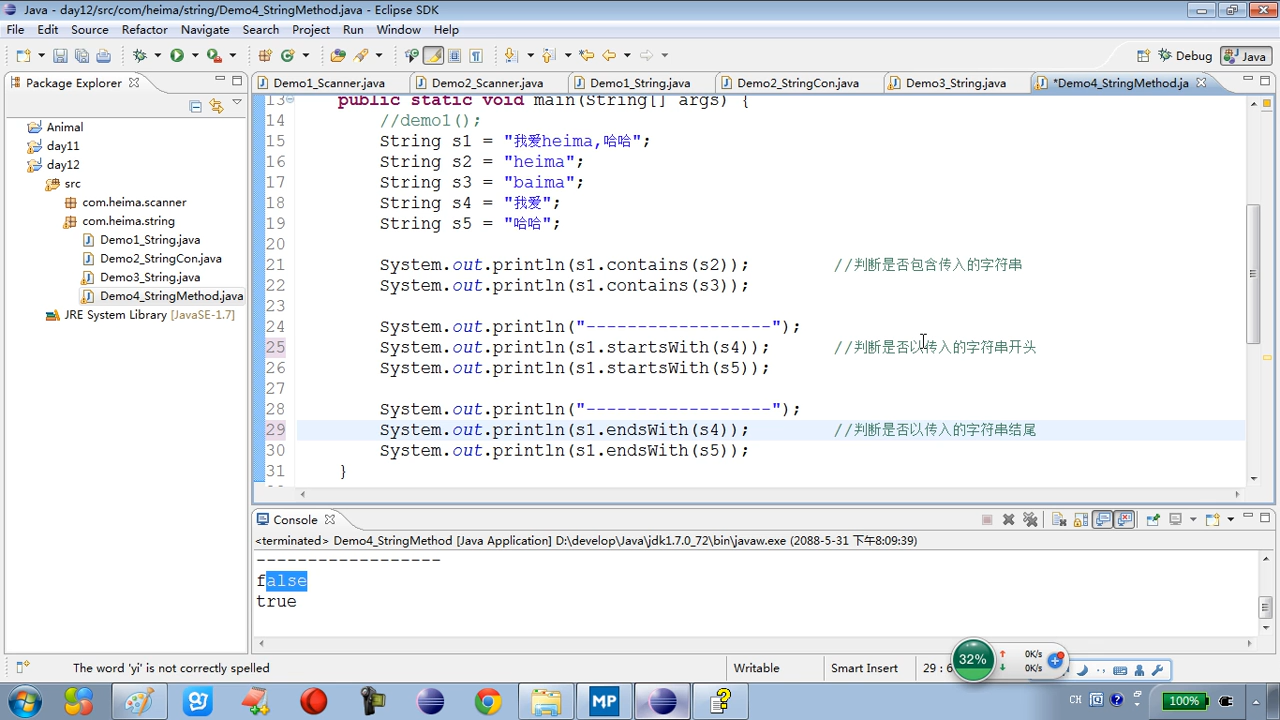 Java - day12/src/com/heima/string/Demo4_StringMethod.java - Eclipse SDK
File Edit Source Refactor Navigate Search Project Run Window Help
Debug Java
Package Explorer
Demo1_Scanner.java Demo2_Scanner.java Demo1_String.java Demo2_StringCon.java Demo3_String.java *Demo4_StringMethod.ja
Animal
day11
day12
src
com.heima.scanner
com.heima.string
Demo1_String.java
Demo2_StringCon.java
Demo3_String.java
Demo4_StringMethod.java
JRE System Library [JavaSE-1.7]
13 public static void main(String[] args) {
14 //demo1();
15 String s1 = "我爱heima,哈哈";
16 String s2 = "heima";
17 String s3 = "baima";
18 String s4 = "我爱";
19 String s5 = "哈哈";
20
21 System.out.println(s1.contains(s2)); //判断是否包含传入的字符串
22 System.out.println(s1.contains(s3));
23
24 System.out.println("------------------");
25 System.out.println(s1.startsWith(s4)); //判断是否以传入的字符串开头
26 System.out.println(s1.startsWith(s5));
27
28 System.out.println("------------------");
29 System.out.println(s1.endsWith(s4)); //判断是否以传入的字符串结尾
30 System.out.println(s1.endsWith(s5));
31 }
Console
<terminated> Demo4_StringMethod [Java Application] D:\develop\Java\jdk1.7.0_72\bin\javaw.exe (2088-5-31 下午8:09:39)
------------------
false
true
The word 'yi' is not correctly spelled Writable Smart Insert 29 : 6
32% 0K/s
0K/s
MP CH 100%